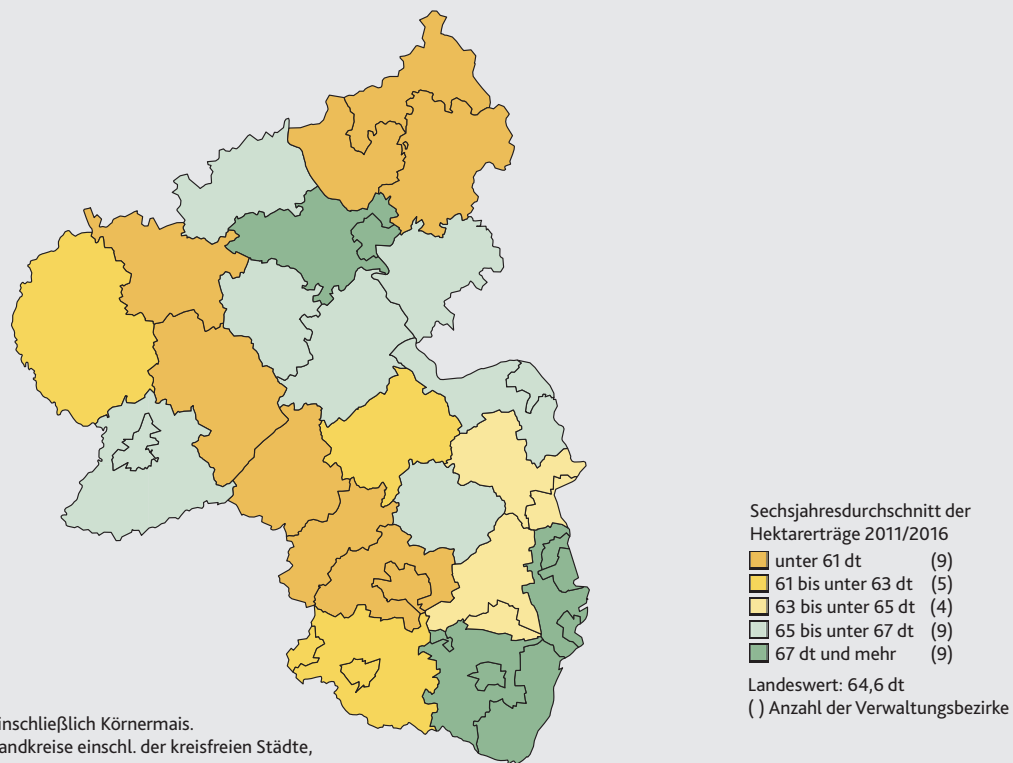 Sechsjahresdurchschnitt der
Hektarerträge 2011/2016
unter 61 dt (9)
61 bis unter 63 dt (5)
63 bis unter 65 dt (4)
65 bis unter 67 dt (9)
67 dt und mehr (9)
Landeswert: 64,6 dt
( ) Anzahl der Verwaltungsbezirke
inschließlich Körnermais.
andkreise einschl. der kreisfreien Städte,